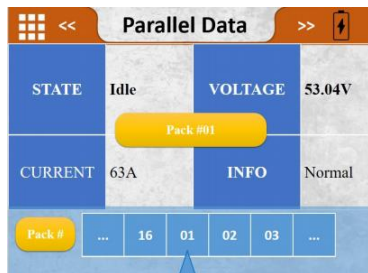 << Parallel Data >>
STATE Idle VOLTAGE 53.04V
Pack #01
CURRENT 63A INFO Normal
Pack # ... 16 01 02 03 ...